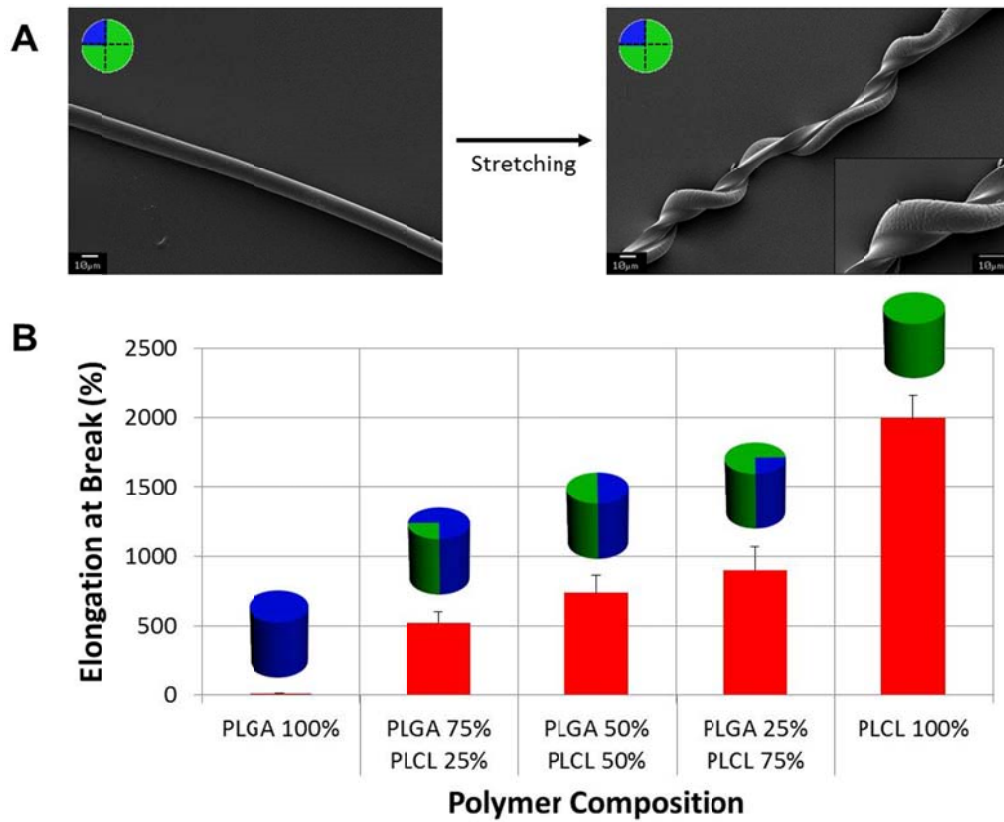 A
Stretching
10μm
10μm
10μm
B
Elongation at Break (%)
2500
2000
1500
1000
500
0
PLGA 100%
PLGA 75%
PLCL 25%
PLGA 50%
PLCL 50%
PLGA 25%
PLCL 75%
PLCL 100%
Polymer Composition